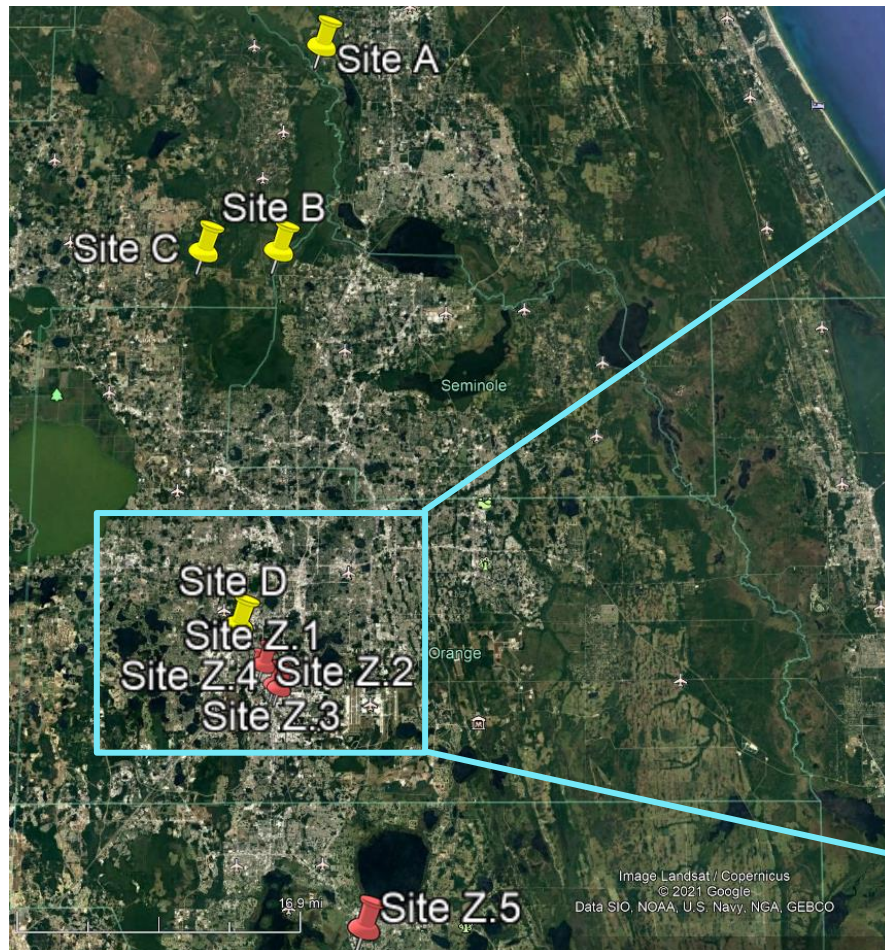 Site A
Site B
Site C
Seminole
Site D
Site Z.1
Orange
Site Z.4
Site Z.2
Site Z.3
Image Landsat / Copernicus
© 2021 Google
16.9 mi
Data SIO, NOAA, U.S. Navy, NGA, GEBCO
Site Z.5